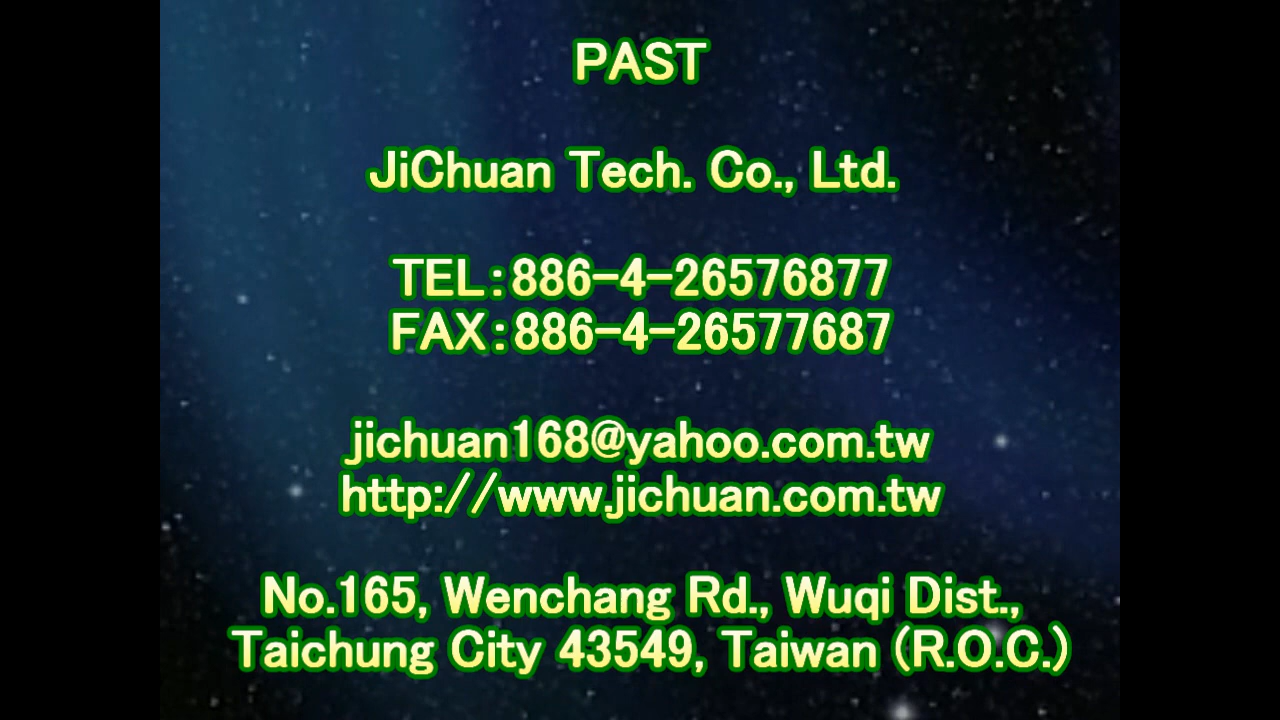 PAST
JiChuan Tech. Co., Ltd.
TEL:886-4-26576877
FAX:886-4-26577687
jichuan168@yahoo.com.tw
http://www.jichuan.com.tw
No.165, Wenchang Rd., Wuqi Dist.,
Taichung City 43549, Taiwan (R.O.C.)